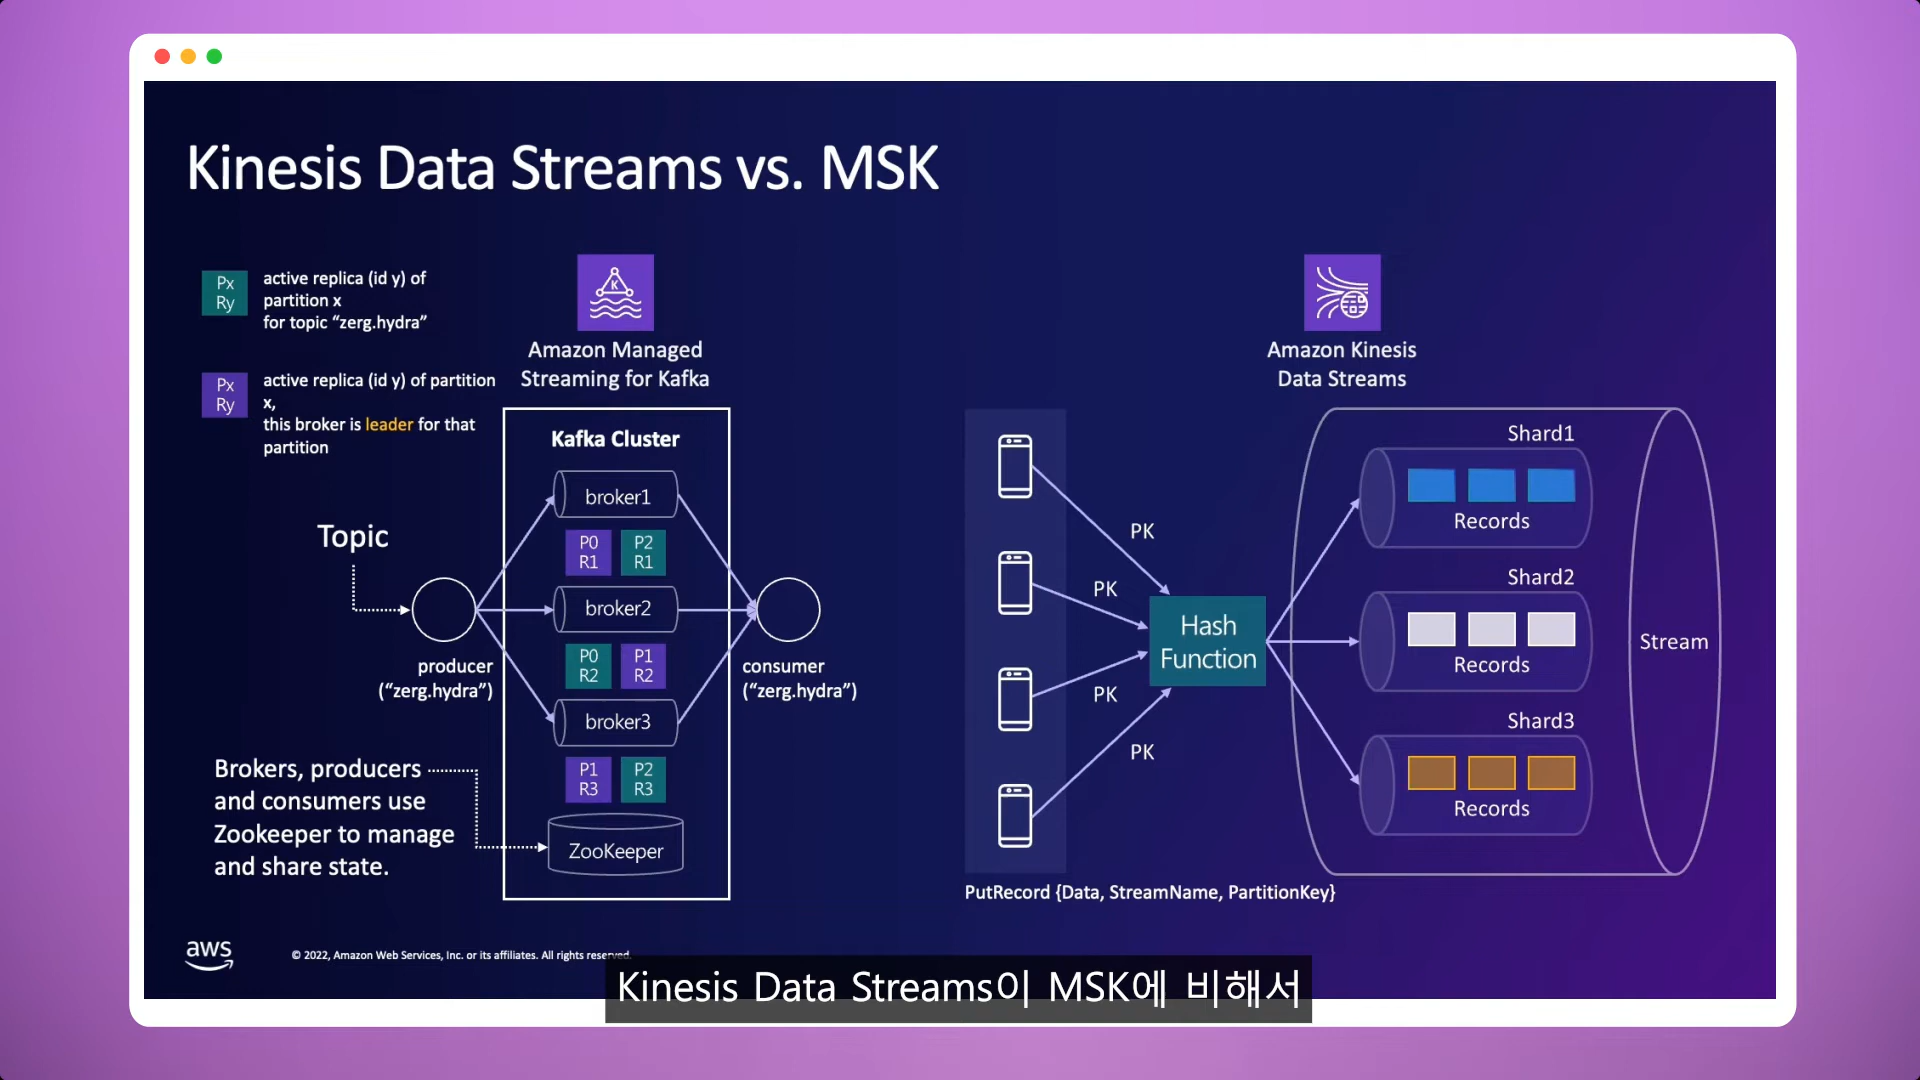 Kinesis Data Streams vs. MSK
Px
Ry
active replica (id y) of
partition x
for topic “zerg.hydra”
Px
Ry
active replica (id y) of partition
x,
this broker is leader for that
partition
K
Amazon Managed
Streaming for Kafka
Kafka Cluster
broker1
P0
R1
P2
R1
broker2
P0
R2
P1
R2
broker3
P1
R3
P2
R3
ZooKeeper
Topic
producer
(“zerg.hydra”)
consumer
(“zerg.hydra”)
Brokers, producers
and consumers use
Zookeeper to manage
and share state.
Amazon Kinesis
Data Streams
PK
PK
PK
PK
Hash
Function
Shard1
Records
Shard2
Records
Shard3
Records
Stream
PutRecord {Data, StreamName, PartitionKey}
aws
© 2022, Amazon Web Services, Inc. or its affiliates. All rights reserved.
Kinesis Data Streams이 MSK에 비해서